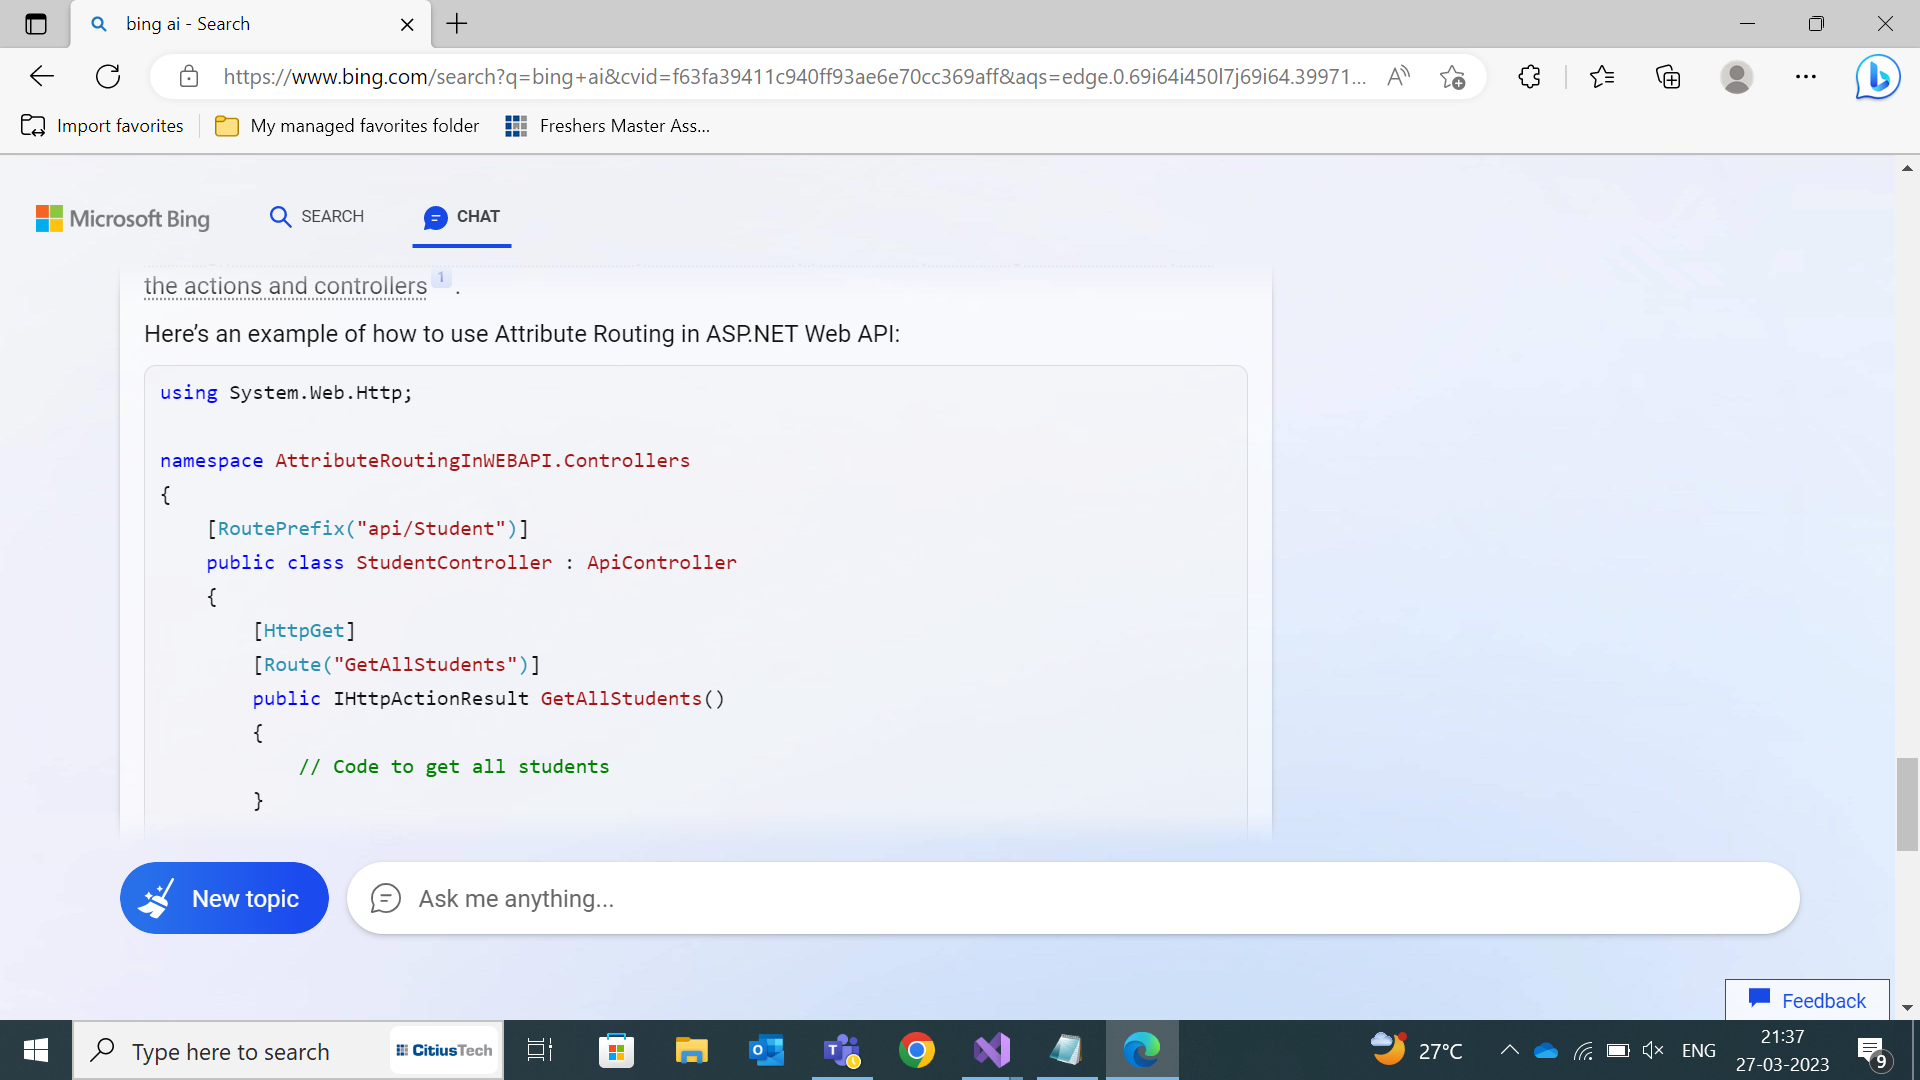 bing ai - Search
https://www.bing.com/search?q=bing+ai&cvid=f63fa39411c940ff93ae6e70cc369aff&aqs=edge.0.69i64i450l7j69i64.39971...
Import favorites
My managed favorites folder
Freshers Master Ass...
Microsoft Bing
SEARCH
CHAT
the actions and controllers 1 .
Here’s an example of how to use Attribute Routing in ASP.NET Web API:
using System.Web.Http;
namespace AttributeRoutingInWEBAPI.Controllers
{
[RoutePrefix("api/Student")]
public class StudentController : ApiController
{
[HttpGet]
[Route("GetAllStudents")]
public IHttpActionResult GetAllStudents()
{
// Code to get all students
}
New topic
Ask me anything...
Feedback
Type here to search
CitiusTech
27°C
ENG
21:37
27-03-2023
9